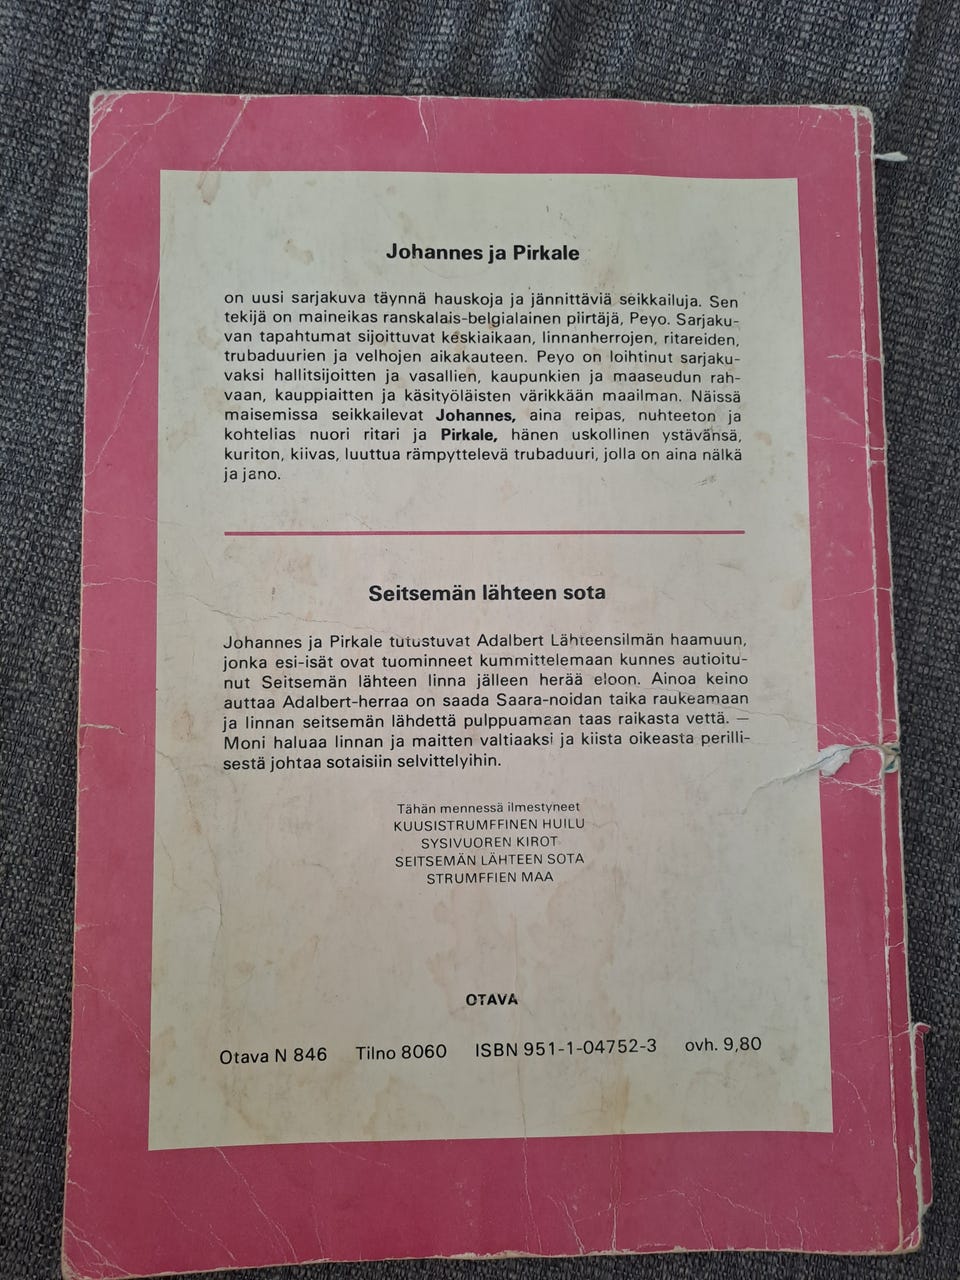 Johannes ja Pirkale
on uusi sarjakuva täynnä hauskoja ja jännittäviä seikkailuja. Sen
tekijä on maineikas ranskalais-belgialainen piirtäjä, Peyo. Sarjaku-
van tapahtumat sijoittuvat keskiaikaan, linnanherrojen, ritareiden,
trubaduurien ja velhojen aikakauteen. Peyo on loihtinut sarjaku-
vaksi hallitsijoitten ja vasallien, kaupunkien ja maaseudun rah-
vaan, kauppiaitten ja käsityöläisten värikkään maailman. Näissä
maisemissa seikkailevat Johannes, aina reipas, nuhteeton ja
kohtelias nuori ritari ja Pirkale, hänen uskollinen ystävänsä,
kuriton, kiivas, luuttua rämpyttelevä trubaduuri, jolla on aina nälkä
ja jano.
Seitsemän lähteen sota
Johannes ja Pirkale tutustuvat Adalbert Lähteensilmän haamuun,
jonka esi-isät ovat tuominneet kummittelemaan kunnes autioitu-
nut Seitsemän lähteen linna jälleen herää eloon. Ainoa keino
auttaa Adalbert-herraa on saada Saara-noidan taika raukeamaan
ja linnan seitsemän lähdettä pulppuamaan taas raikasta vettä. —
Moni haluaa linnan ja maitten valtiaaksi ja kiista oikeasta perilli-
sestä johtaa sotaisiin selvittelyihin.
Tähän mennessä ilmestyneet
KUUSISTRUMFFINEN HUILU
SYSIVUOREN KIROT
SEITSEMÄN LÄHTEEN SOTA
STRUMFFIEN MAA
OTAVA
Otava N 846 Tilno 8060 ISBN 951-1-04752-3 ovh. 9,80